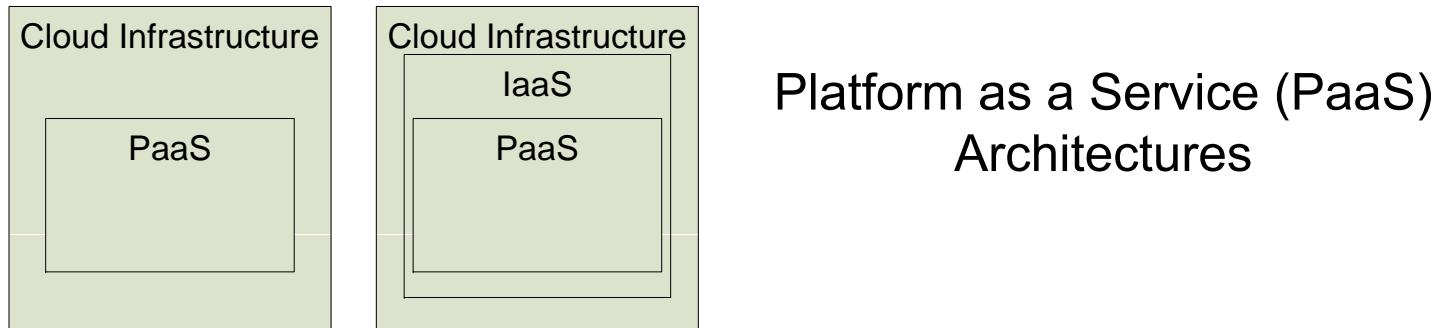 Cloud Infrastructure
PaaS
Cloud Infrastructure
IaaS
PaaS
Platform as a Service (PaaS)
Architectures